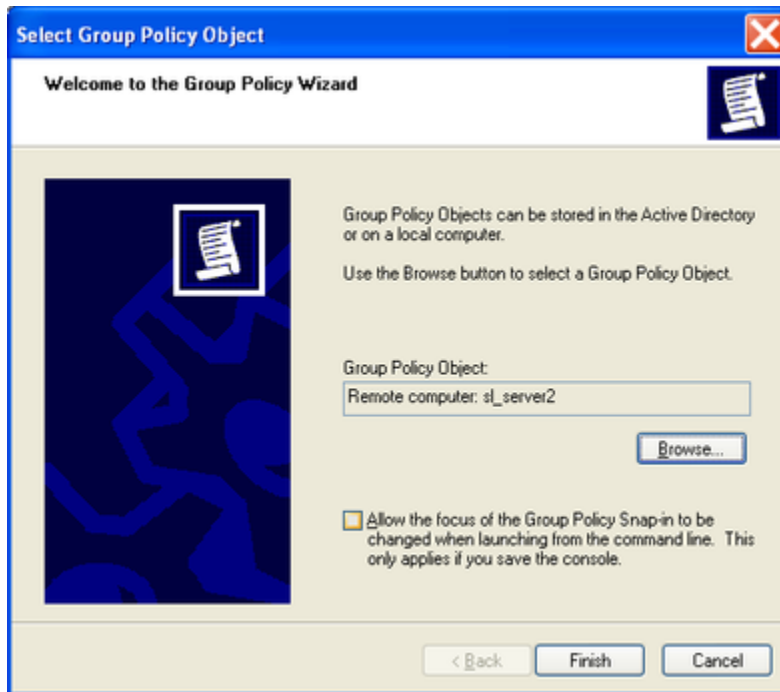 Select Group Policy Object
Welcome to the Group Policy Wizard
Group Policy Objects can be stored in the Active Directory
or on a local computer.
Use the Browse button to select a Group Policy Object.
Group Policy Object:
Remote computer: sl_server2
Browse...
Allow the focus of the Group Policy Snap-in to be
changed when launching from the command line. This
only applies if you save the console.
< Back
Finish
Cancel